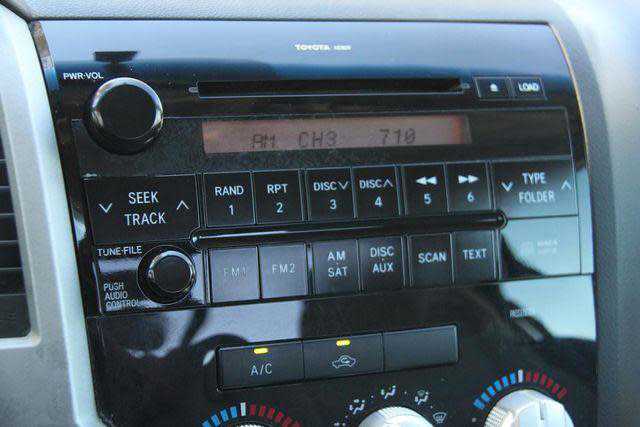 TOYOTA
PWR·VOL
LOAD
AM CH3 710
SEEK
TRACK
RAND
1
RPT
2
DISC
3
DISC
4
5
6
TYPE
FOLDER
TUNE·FILE
PUSH
AUDIO
CONTROL
FM1
FM2
AM
SAT
DISC
AUX
SCAN
TEXT
A/C